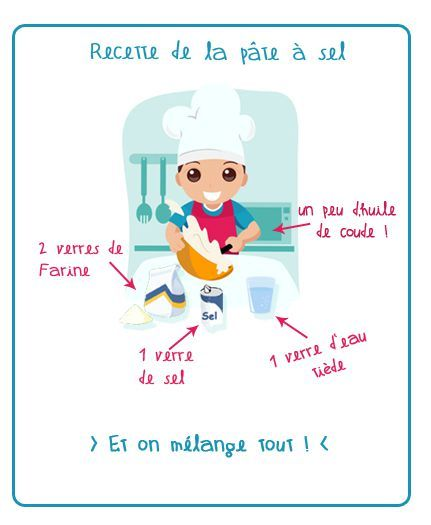 Recette de la pâte à sel
un peu d'huile
de coude !
2 verres de
Farine
Sel
1 verre
de sel
1 verre d'eau
tiède
> Et on mélange tout ! <